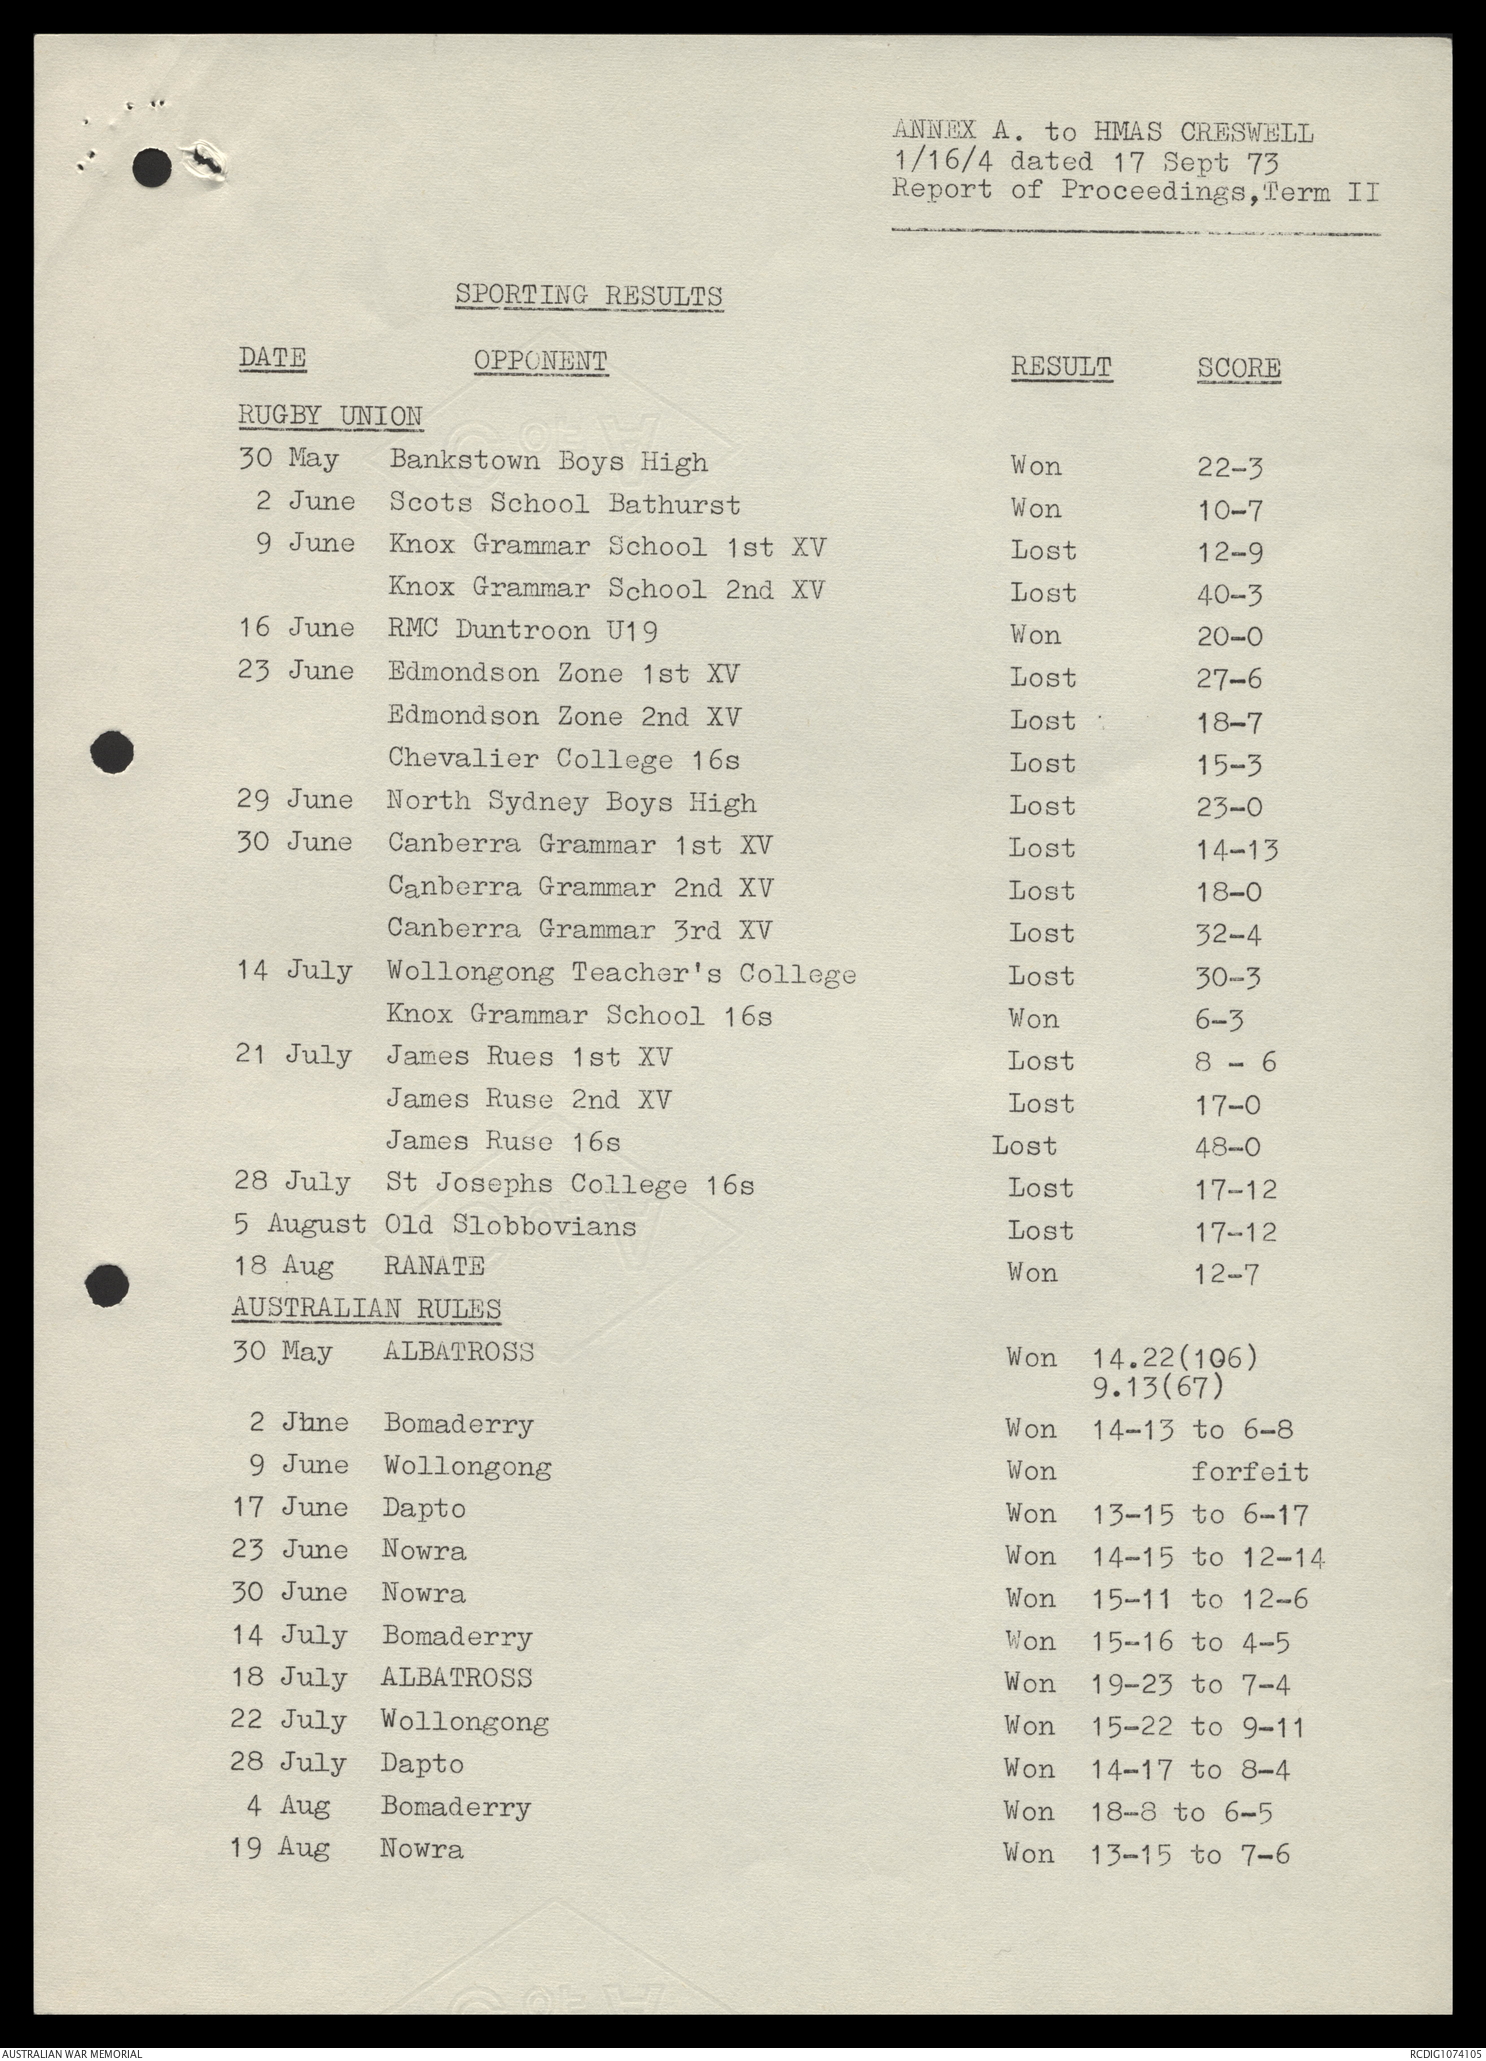 ANNEX A. to HMAS CRESWELL
1/16/4 dated 17 Sept 73
Report of Proceedings,Term II
SPORTING RESULTS
DATE OPPONENT RESULT SCORE
RUGBY UNION
30 May Bankstown Boys High Won 22-3
2 June Scots School Bathurst Won 10-7
9 June Knox Grammar School 1st XV Lost 12-9
Knox Grammar School 2nd XV Lost 40-3
16 June RMC Duntroon U19 Won 20-0
23 June Edmondson Zone 1st XV Lost 27-6
Edmondson Zone 2nd XV Lost 18-7
Chevalier College 16s Lost 15-3
29 June North Sydney Boys High Lost 23-0
30 June Canberra Grammar 1st XV Lost 14-13
Canberra Grammar 2nd XV Lost 18-0
Canberra Grammar 3rd XV Lost 32-4
14 July Wollongong Teacher's College Lost 30-3
Knox Grammar School 16s Won 6-3
21 July James Rues 1st XV Lost 8 - 6
James Ruse 2nd XV Lost 17-0
James Ruse 16s Lost 48-0
28 July St Josephs College 16s Lost 17-12
5 August Old Slobbovians Lost 17-12
18 Aug RANATE Won 12-7
AUSTRALIAN RULES
30 May ALBATROSS Won 14.22(106)
9.13(67)
2 June Bomaderry Won 14-13 to 6-8
9 June Wollongong Won forfeit
17 June Dapto Won 13-15 to 6-17
23 June Nowra Won 14-15 to 12-14
30 June Nowra Won 15-11 to 12-6
14 July Bomaderry Won 15-16 to 4-5
18 July ALBATROSS Won 19-23 to 7-4
22 July Wollongong Won 15-22 to 9-11
28 July Dapto Won 14-17 to 8-4
4 Aug Bomaderry Won 18-8 to 6-5
19 Aug Nowra Won 13-15 to 7-6
AUSTRALIAN WAR MEMORIAL RCDIG1074105